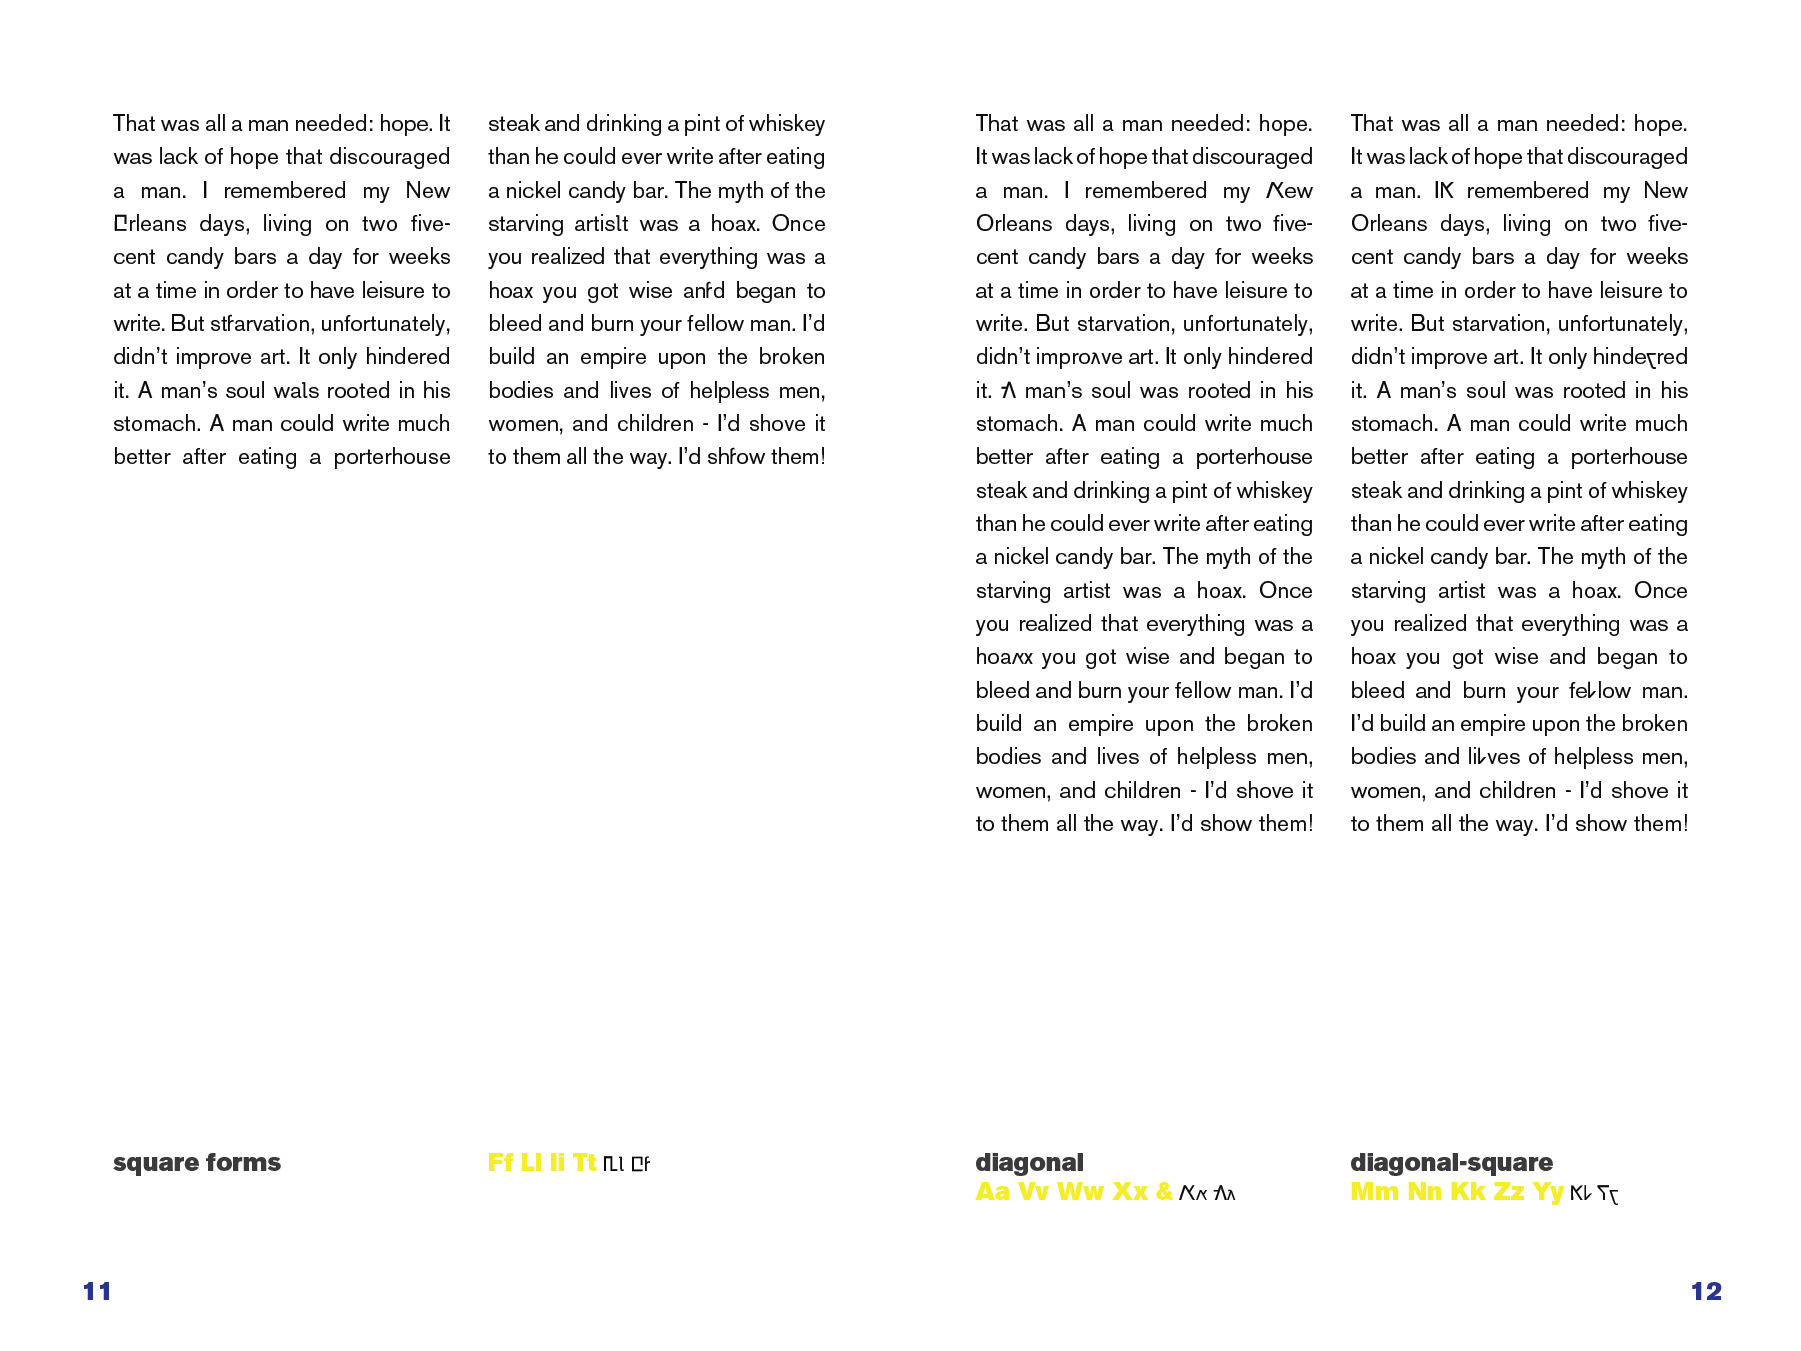 That was all a man needed: hope. It
was lack of hope that discouraged
a man. I remembered my New
rleans days, living on two five-
cent candy bars a day for weeks
at a time in order to have leisure to
write. But starvation, unfortunately,
didn’t improve art. It only hindered
it. A man’s soul was rooted in his
stomach. A man could write much
better after eating a porterhouse
steak and drinking a pint of whiskey
than he could ever write after eating
a nickel candy bar. The myth of the
starving artist was a hoax. Once
you realized that everything was a
hoax you got wise and began to
bleed and burn your fellow man. I’d
build an empire upon the broken
bodies and lives of helpless men,
women, and children - I’d shove it
to them all the way. I’d show them!
square forms
Ff Ll Ii Tt
11
That was all a man needed: hope.
It was lack of hope that discouraged
a man. I remembered my ew
Orleans days, living on two five-
cent candy bars a day for weeks
at a time in order to have leisure to
write. But starvation, unfortunately,
didn’t improve art. It only hindered
it. man’s soul was rooted in his
stomach. A man could write much
better after eating a porterhouse
steak and drinking a pint of whiskey
than he could ever write after eating
a nickel candy bar. The myth of the
starving artist was a hoax. Once
you realized that everything was a
hoax you got wise and began to
bleed and burn your fellow man. I’d
build an empire upon the broken
bodies and lives of helpless men,
women, and children - I’d shove it
to them all the way. I’d show them!
That was all a man needed: hope.
It was lack of hope that discouraged
a man. I remembered my New
Orleans days, living on two five-
cent candy bars a day for weeks
at a time in order to have leisure to
write. But starvation, unfortunately,
didn’t improve art. It only hindered
it. A man’s soul was rooted in his
stomach. A man could write much
better after eating a porterhouse
steak and drinking a pint of whiskey
than he could ever write after eating
a nickel candy bar. The myth of the
starving artist was a hoax. Once
you realized that everything was a
hoax you got wise and began to
bleed and burn your felow man.
I’d build an empire upon the broken
bodies and lives of helpless men,
women, and children - I’d shove it
to them all the way. I’d show them!
diagonal
Aa Vv Ww Xx &
diagonal-square
Mm Nn Kk Zz Yy
12